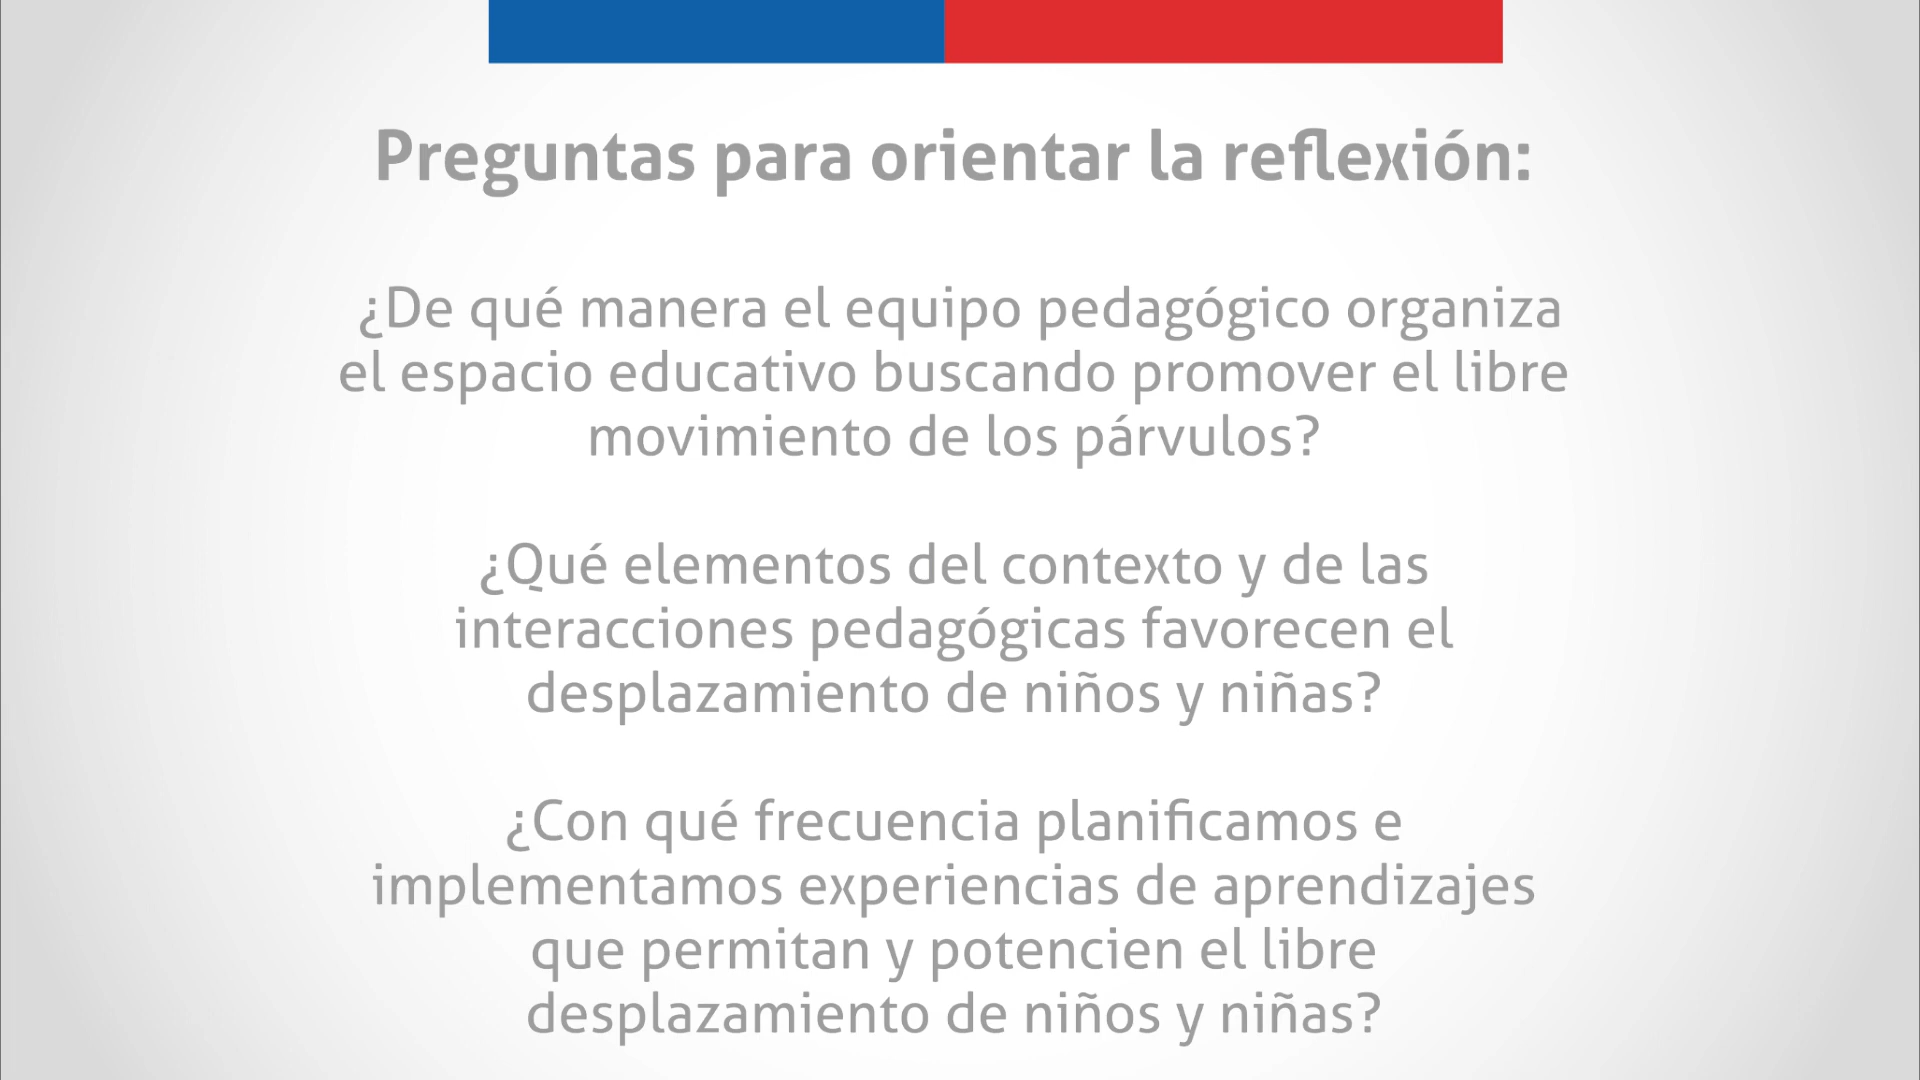 Preguntas para orientar la reflexión:
¿De qué manera el equipo pedagógico organiza
el espacio educativo buscando promover el libre
movimiento de los párvulos?
¿Qué elementos del contexto y de las
interacciones pedagógicas favorecen el
desplazamiento de niños y niñas?
¿Con qué frecuencia planificamos e
implementamos experiencias de aprendizajes
que permitan y potencien el libre
desplazamiento de niños y niñas?